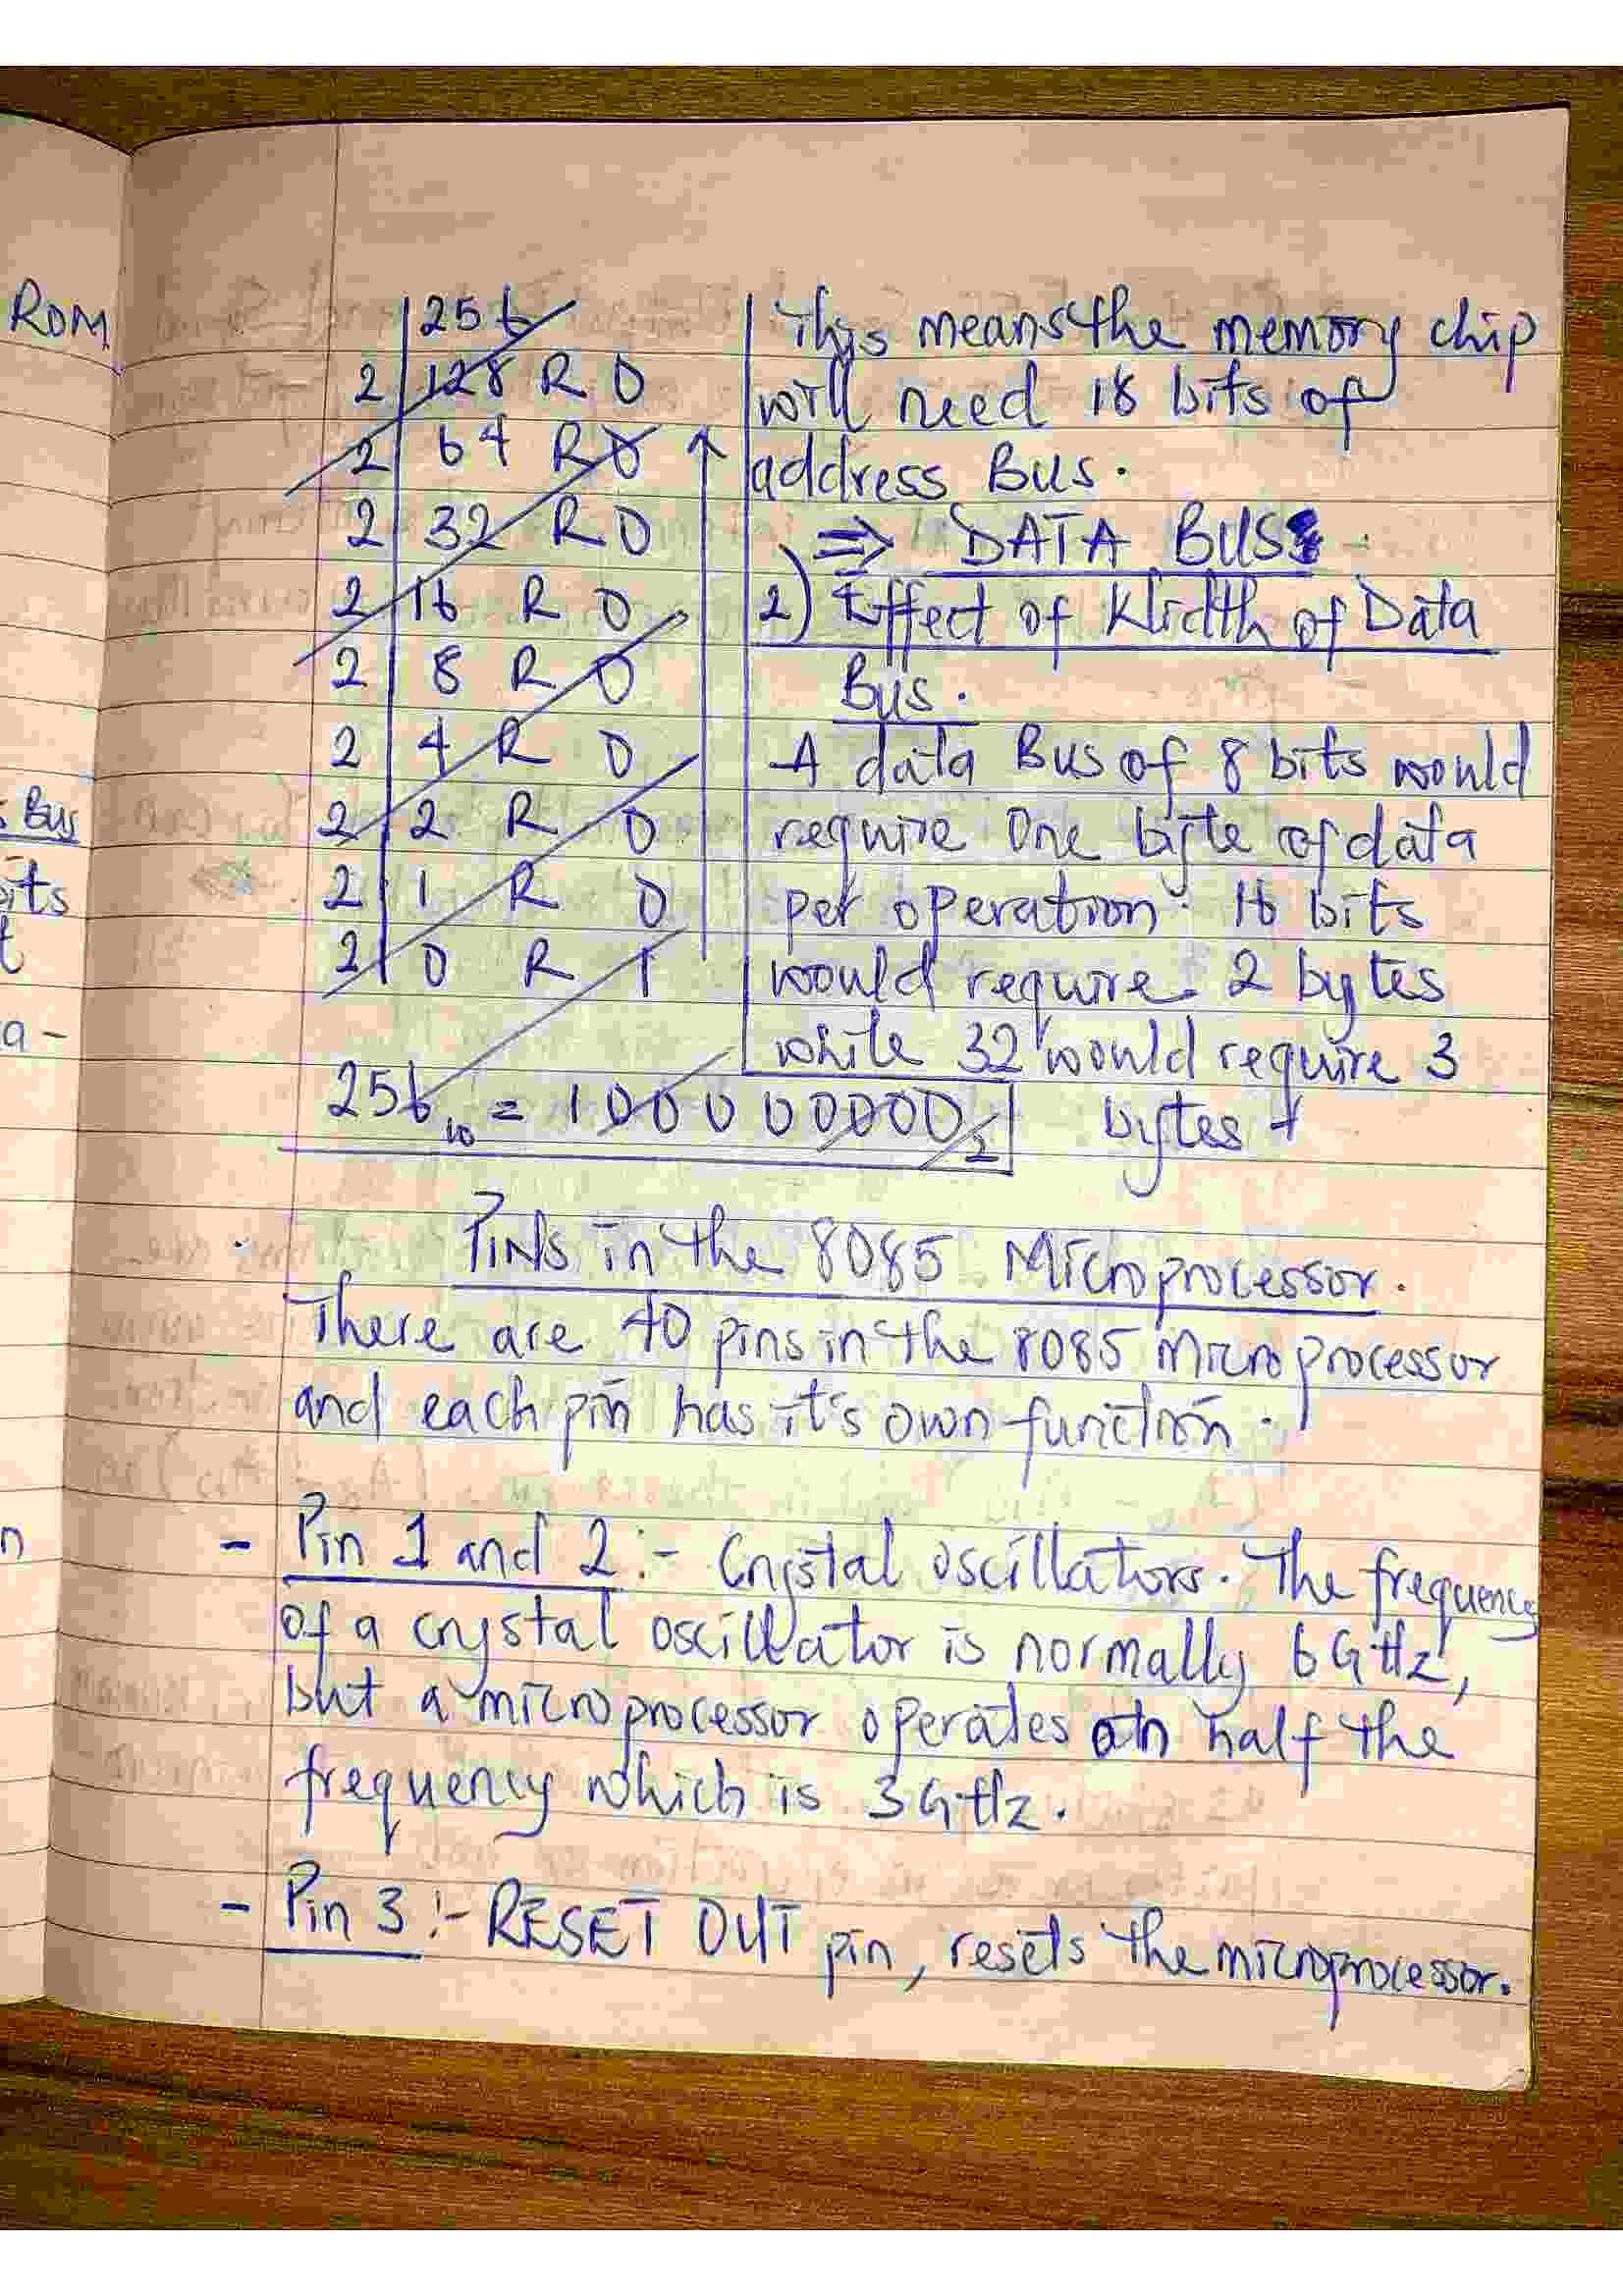 ROM
s Bus
its
a-
n
256
2 128 R 0
2 64 R 0
2 32 R 0
2 16 R 0
2 8 R 0
2 4 R 0
2 2 R 0
2 1 R 0
2 0 R 1
256₁₀ = 100000000₂
This means the memory chip
will need 18 bits of
address Bus.
⇒ DATA BUS
2) Effect of Width of Data
Bus.
A data Bus of 8 bits would
require One byte of data
per operation. 16 bits
would require 2 bytes
while 32 would require 3
bytes
PINs in the 8085 Microprocessor.
There are 40 pins in the 8085 microprocessor
and each pin has it's own function.
- Pin 1 and 2 :- Crystal oscillators. The frequency
of a crystal oscillator is normally 6GHz,
but a microprocessor operates on half the
frequency which is 3GHz.
- Pin 3 :- RESET OUT pin, resets the microprocessor.